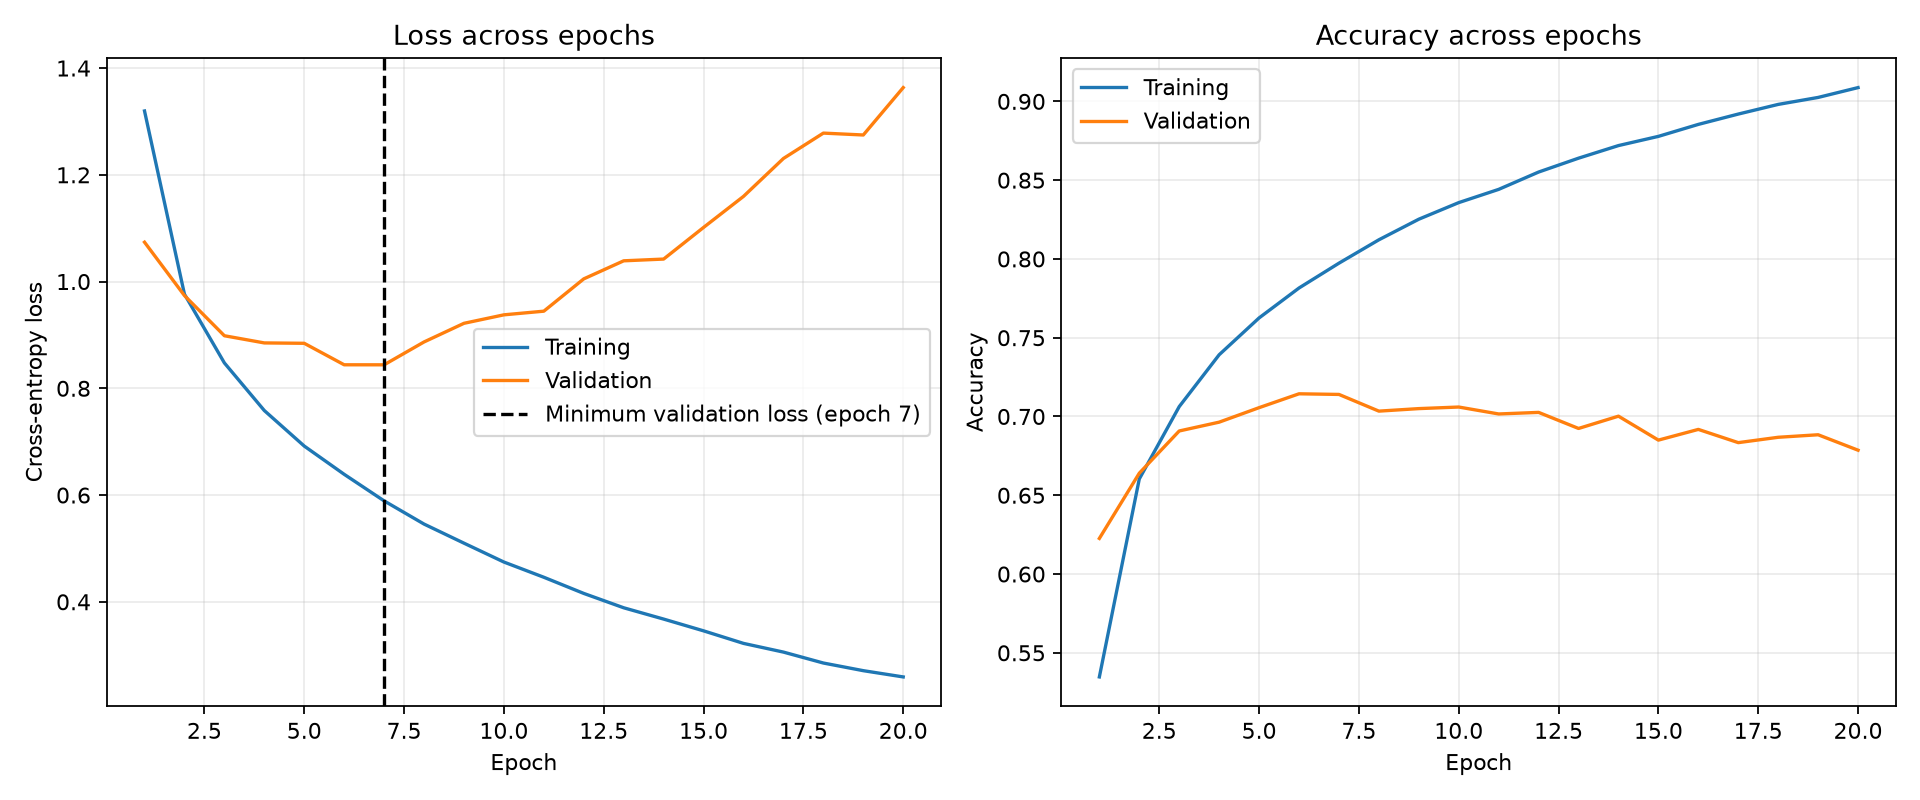 Loss across epochs
1.4
1.2
1.0
0.8
0.6
0.4
Cross-entropy loss
Training
Validation
Minimum validation loss (epoch 7)
2.5 5.0 7.5 10.0 12.5 15.0 17.5 20.0
Epoch
Accuracy across epochs
Training
Validation
0.90
0.85
0.80
0.75
0.70
0.65
0.60
0.55
Accuracy
2.5 5.0 7.5 10.0 12.5 15.0 17.5 20.0
Epoch